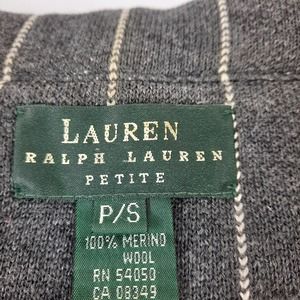 LAUREN
RALPH LAUREN
PETITE
P/S
100% MERINO
WOOL
RN 54050
CA 08349